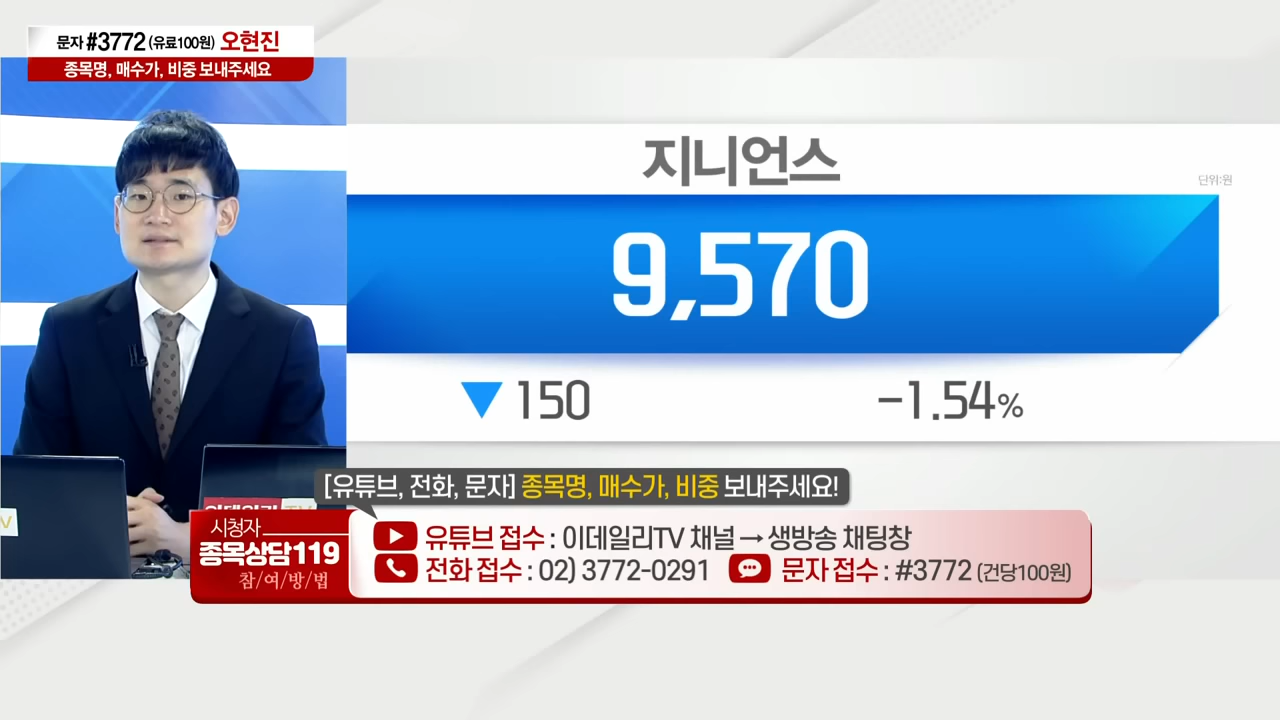 문자 #3772 (유료100원) 오현진
종목명, 매수가, 비중 보내주세요
지니언스
단위:원
9,570
▼ 150 -1.54%
[유튜브, 전화, 문자] 종목명, 매수가, 비중 보내주세요!
시청자
종목상담119
참/여/방/법
유튜브 접수 : 이데일리TV 채널 → 생방송 채팅창
전화 접수 : 02) 3772-0291 문자 접수 : #3772 (건당100원)
V